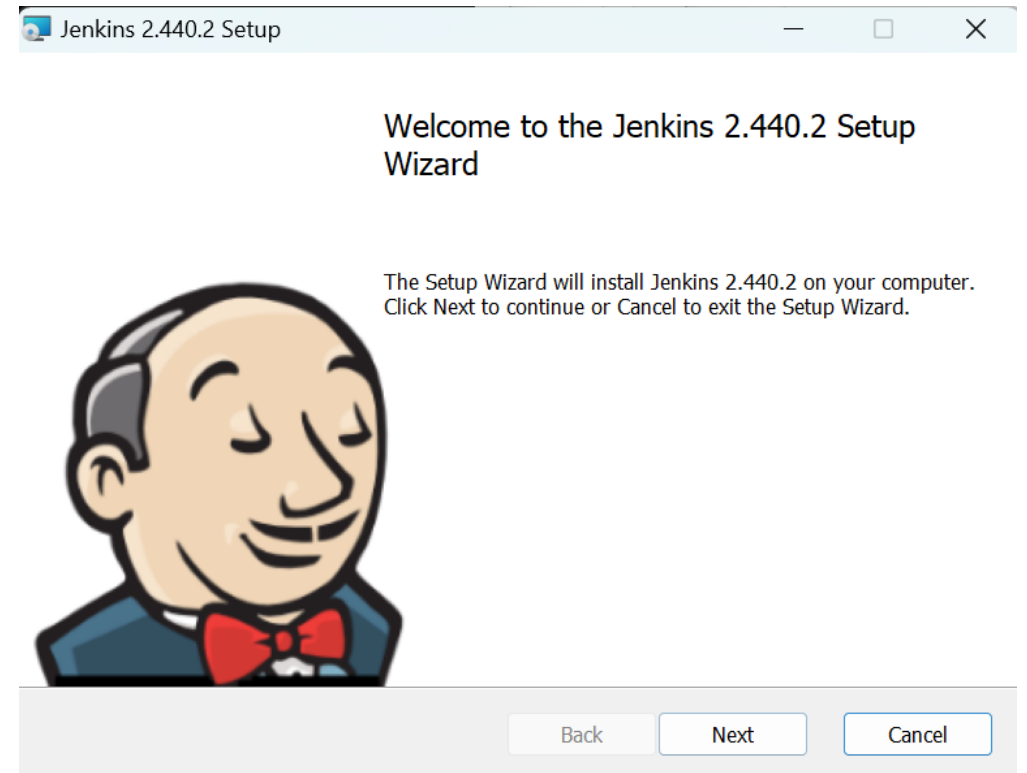 Jenkins 2.440.2 Setup
Welcome to the Jenkins 2.440.2 Setup
Wizard
The Setup Wizard will install Jenkins 2.440.2 on your computer.
Click Next to continue or Cancel to exit the Setup Wizard.
Back
Next
Cancel